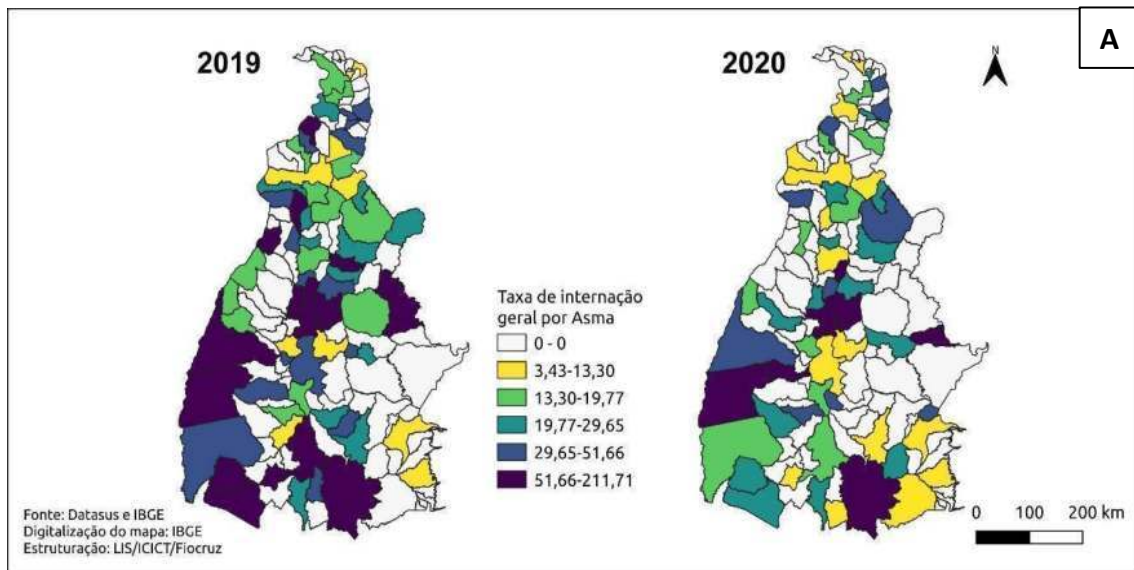 A
2019
2020
N
Taxa de internação
geral por Asma
0 - 0
3,43-13,30
13,30-19,77
19,77-29,65
29,65-51,66
51,66-211,71
Fonte: Datasus e IBGE
Digitalização do mapa: IBGE
Estruturação: LIS/ICICT/Fiocruz
0 100 200 km